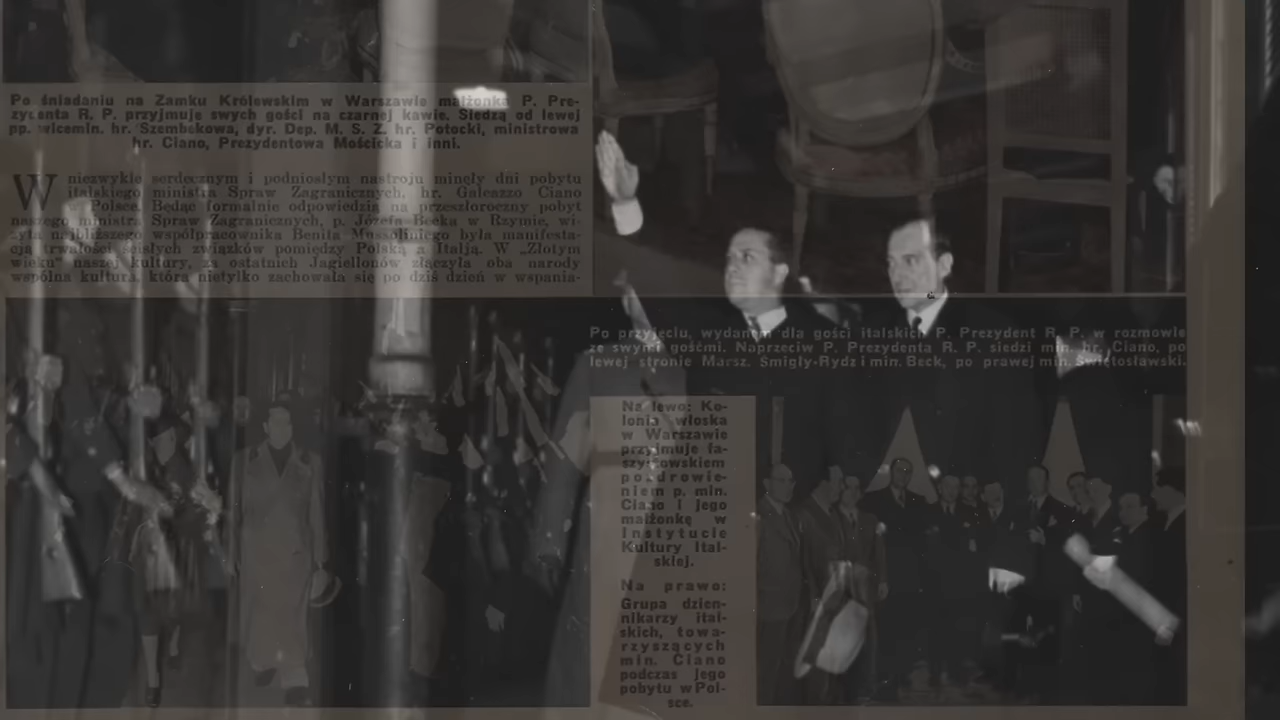 Po śniadaniu na Zamku Królewskim w Warszawie małżonka P. Pre-
zydenta R. P. przyjmuje swych gości na czarnej kawie. Siedzą od lewej
pp. wicemin. hr. Szembekowa, dyr. Dep. M. S. Z. hr. Potocki, ministrowa
hr. Ciano, Prezydentowa Mościcka i inni.
W niezwykle serdecznym i podniosłym nastroju minęły dni pobytu
italskiego ministra Spraw Zagranicznych, hr. Galeazzo Ciano
w Polsce. Będąc formalnie odpowiedzią na przeszłoroczny pobyt
naszego ministra Spraw Zagranicznych, p. Józefa Becka w Rzymie, wi-
zyta najbliższego współpracownika Benita Mussoliniego była manifesta-
cją trwałości ścisłych związków pomiędzy Polską a Italją. W „Złotym
wieku" naszej kultury, za ostatnich Jagiellonów złączyła oba narody
wspólna kultura, która nietylko zachowała się po dziś dzień w wspania-
Po przyjęciu, wydanem dla gości italskich P. Prezydent R. P. w rozmowie
ze swymi gośćmi. Naprzeciw P. Prezydenta R. P. siedzi min. hr. Ciano, po
lewej stronie Marsz. Śmigły-Rydz i min. Beck, po prawej min. Świętosławski.
Na lewo: Ko-
lonia włoska
w Warszawie
przyjmuje fa-
szystowskiem
pozdrowie-
niem p. min.
Ciano i jego
małżonkę w
Instytucie
Kultury Ital-
skiej.
Na prawo:
Grupa dzien-
nikarzy ital-
skich, towa-
rzyszących
min. Ciano
podczas jego
pobytu w Pol-
sce.